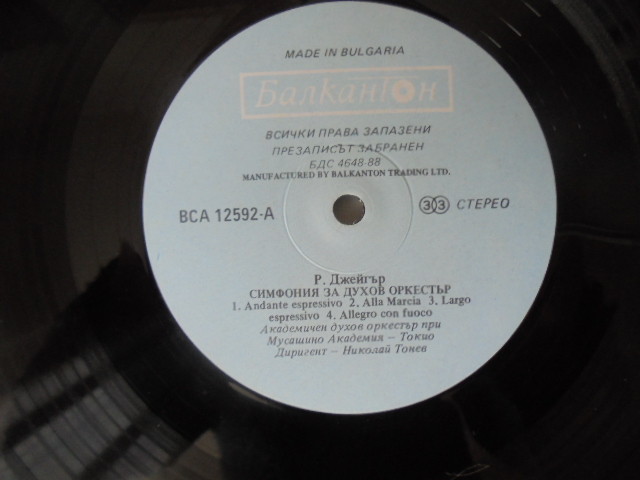 MADE IN BULGARIA
Балкантон
ВСИЧКИ ПРАВА ЗАПАЗЕНИ
ПРЕЗАПИСЪТ ЗАБРАНЕН
БДС 4648-88
MANUFACTURED BY BALKANTON TRADING LTD.
ВСА 12592-А
33 СТЕРЕО
Р. Джейгър
СИМФОНИЯ ЗА ДУХОВ ОРКЕСТЪР
1. Andante espressivo 2. Alla Marcia 3. Largo
espressivo 4. Allegro con fuoco
Академичен духов оркестър при
Мусашино Академия – Токио
Диригент – Николай Тонев